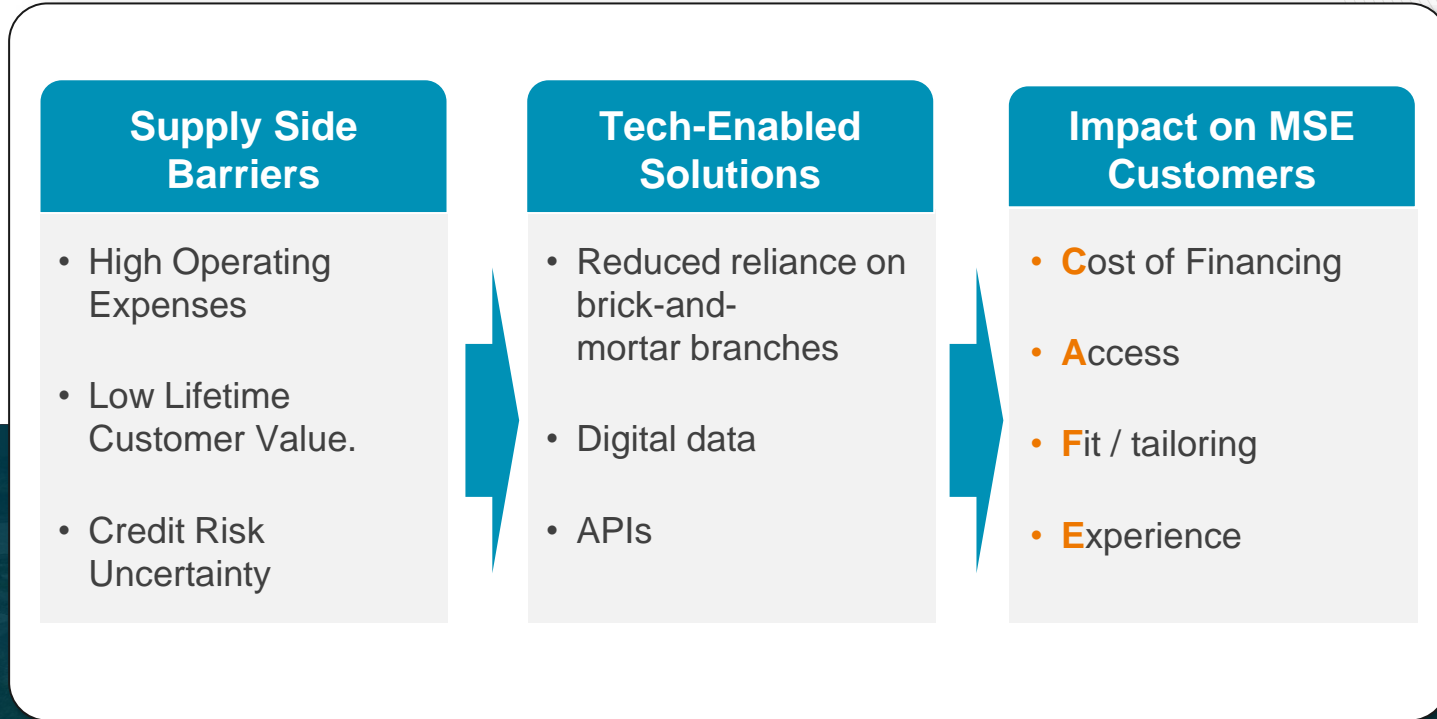 Supply Side
Barriers
• High Operating
Expenses
• Low Lifetime
Customer Value.
• Credit Risk
Uncertainty
Tech-Enabled
Solutions
• Reduced reliance on
brick-and-
mortar branches
• Digital data
• APIs
Impact on MSE
Customers
• Cost of Financing
• Access
• Fit / tailoring
• Experience